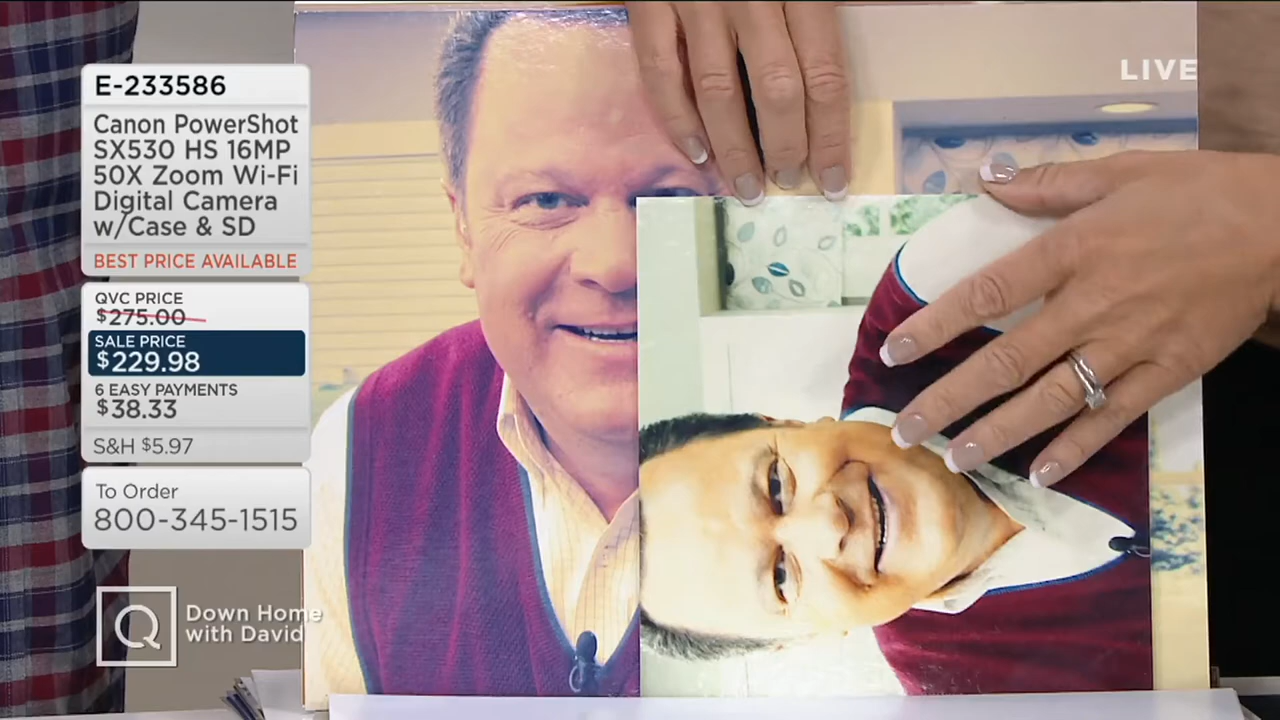 LIVE
E-233586
Canon PowerShot
SX530 HS 16MP
50X Zoom Wi-Fi
Digital Camera
w/Case & SD
BEST PRICE AVAILABLE
QVC PRICE
$275.00
SALE PRICE
$229.98
6 EASY PAYMENTS
$38.33
S&H $5.97
To Order
800-345-1515
Q
Down Home
with David